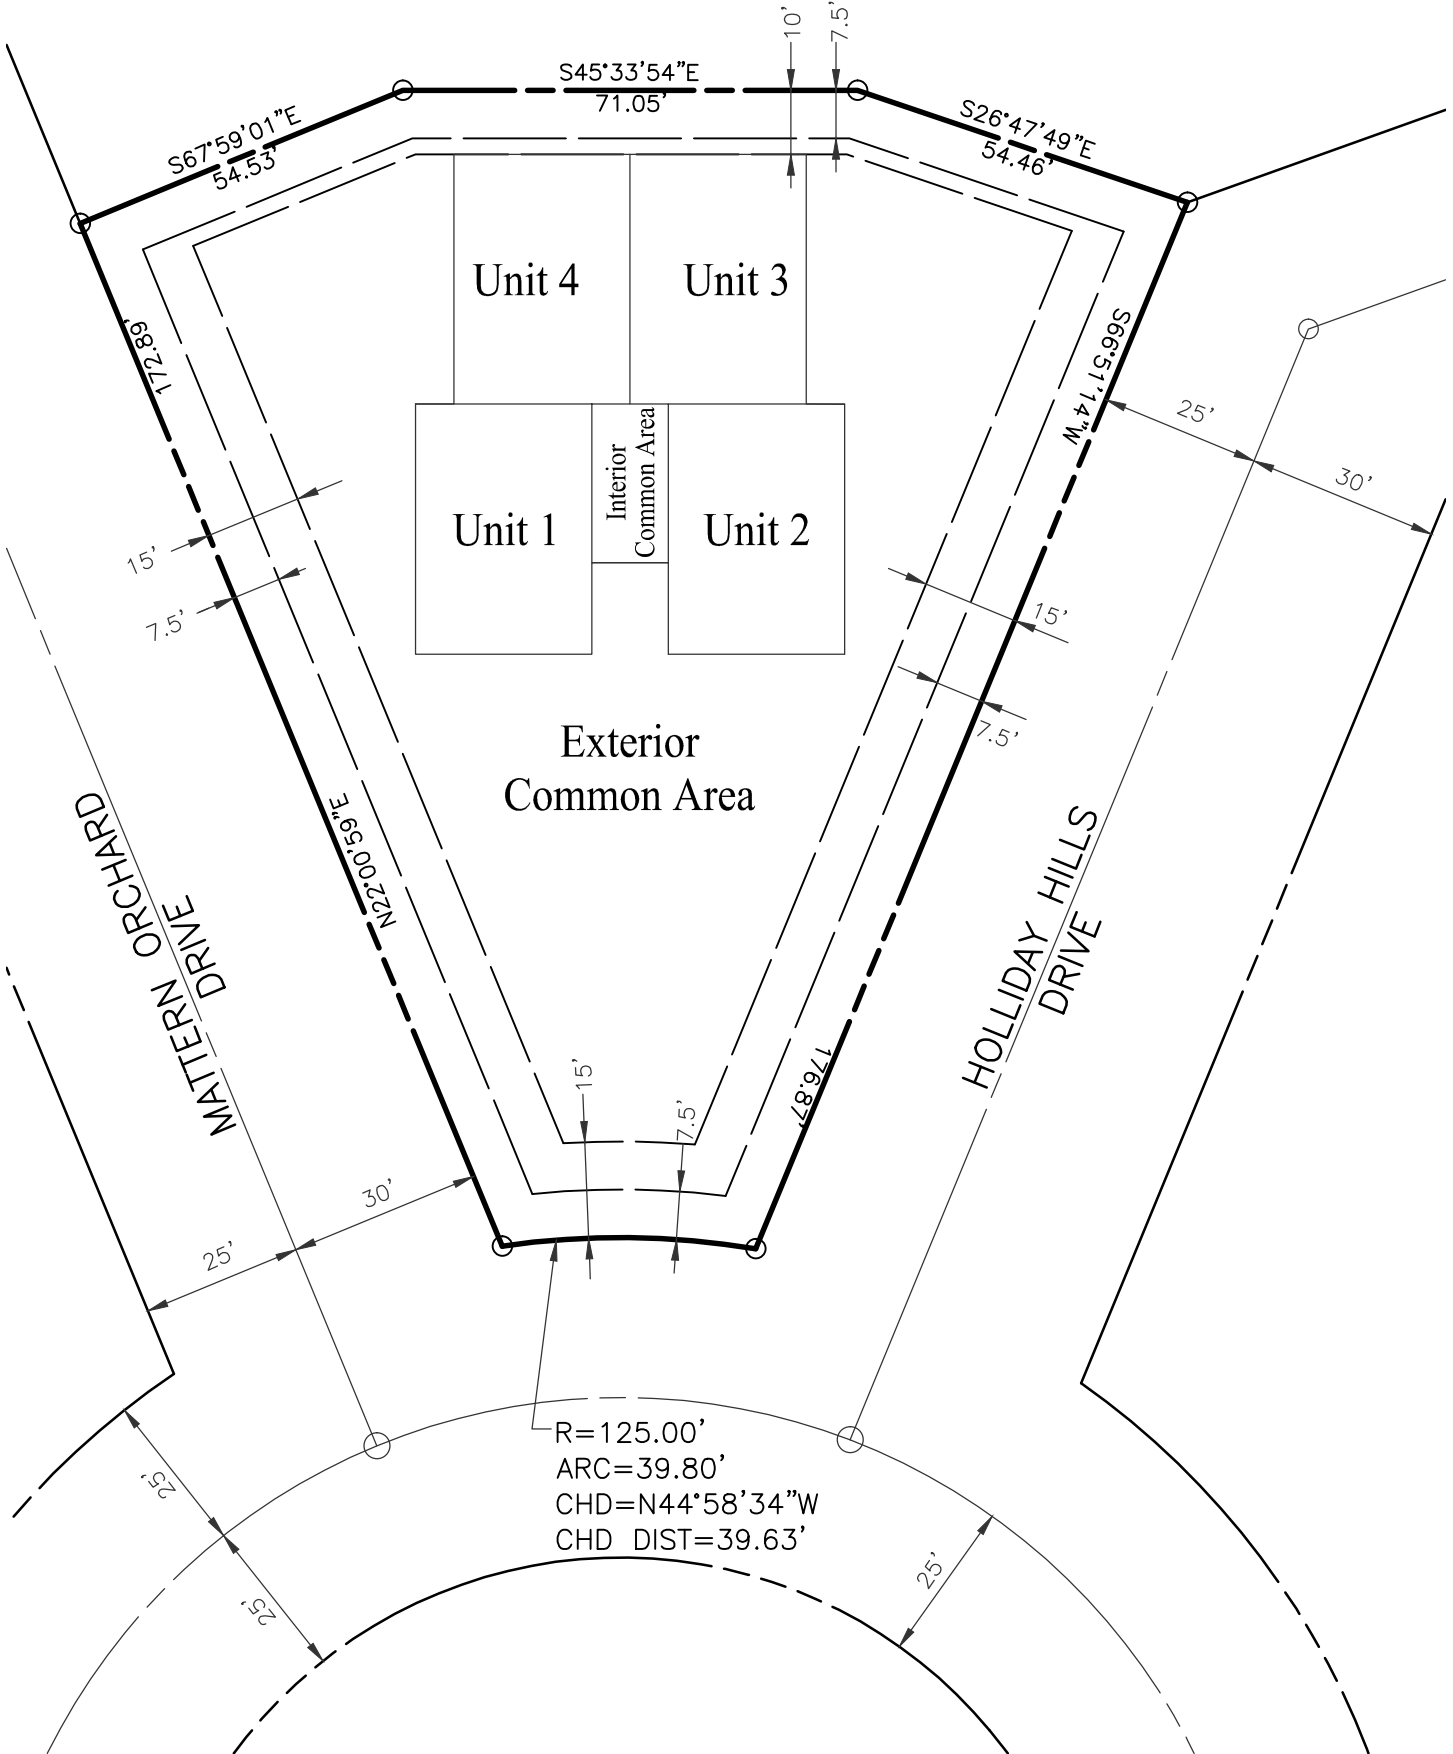 10'
7.5'
S45°33'54"E
71.05'
S67°59'01"E
54.53'
S26°47'49"E
54.46'
Unit 4
Unit 3
172.89'
S66°51'14"W
25'
30'
Interior
Common Area
Unit 1
Unit 2
15'
7.5'
15'
7.5'
Exterior
Common Area
N22°00'59"E
MATTERN ORCHARD
DRIVE
HOLLIDAY HILLS
DRIVE
176.87'
15'
7.5'
30'
25'
R=125.00'
ARC=39.80'
CHD=N44°58'34"W
CHD DIST=39.63'
25'
25'
25'